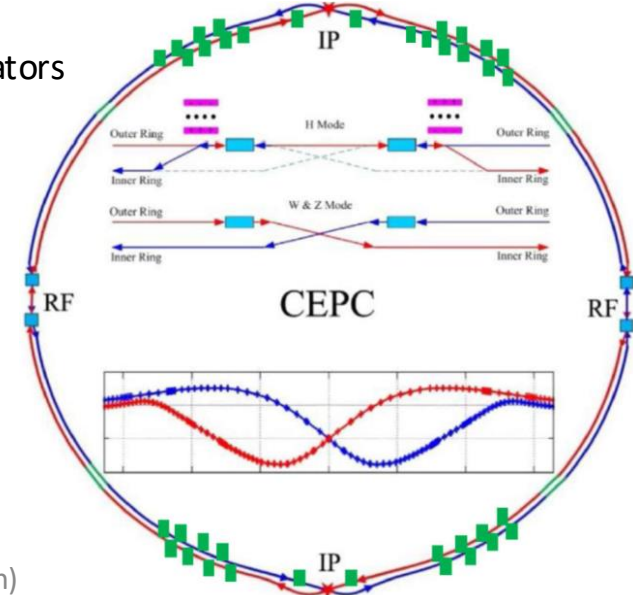 IP
ators
H Mode
Outer Ring
Outer Ring
Inner Ring
Inner Ring
W & Z Mode
Outer Ring
Outer Ring
Inner Ring
Inner Ring
RF
CEPC
RF
IP
n)